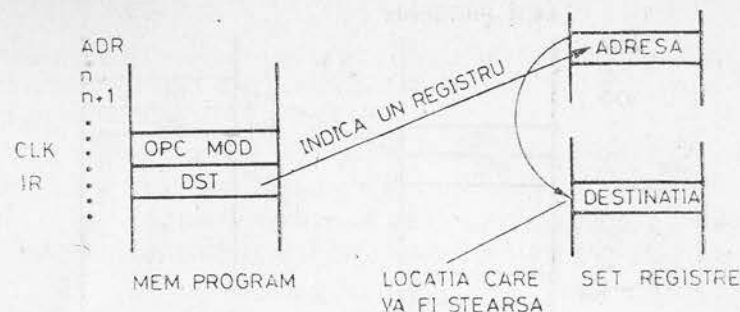 ADR
n
n+1
CLK
IR
OPC MOD
DST
MEM. PROGRAM
INDICA UN REGISTRU
ADRESA
DESTINATIA
LOCATIA CARE
VA FI STEARSA
SET REGISTRE